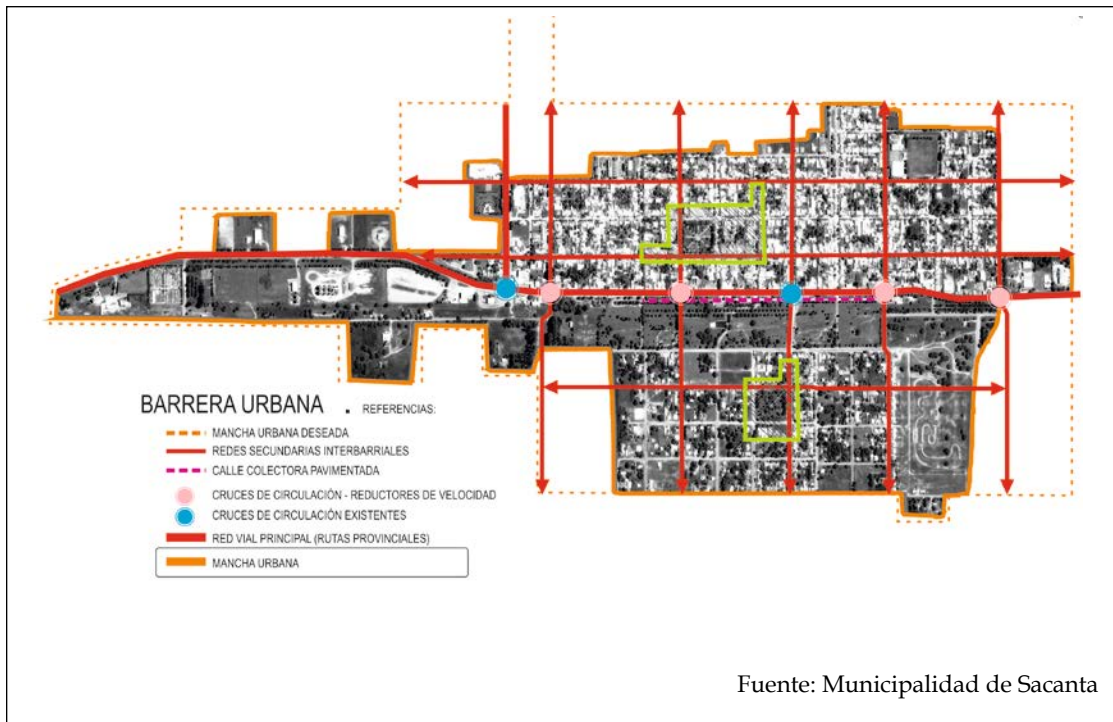 BARRERA URBANA . REFERENCIAS:
MANCHA URBANA DESEADA
REDES SECUNDARIAS INTERBARRIALES
CALLE COLECTORA PAVIMENTADA
CRUCES DE CIRCULACIÓN - REDUCTORES DE VELOCIDAD
CRUCES DE CIRCULACIÓN EXISTENTES
RED VIAL PRINCIPAL (RUTAS PROVINCIALES)
MANCHA URBANA
Fuente: Municipalidad de Sacanta